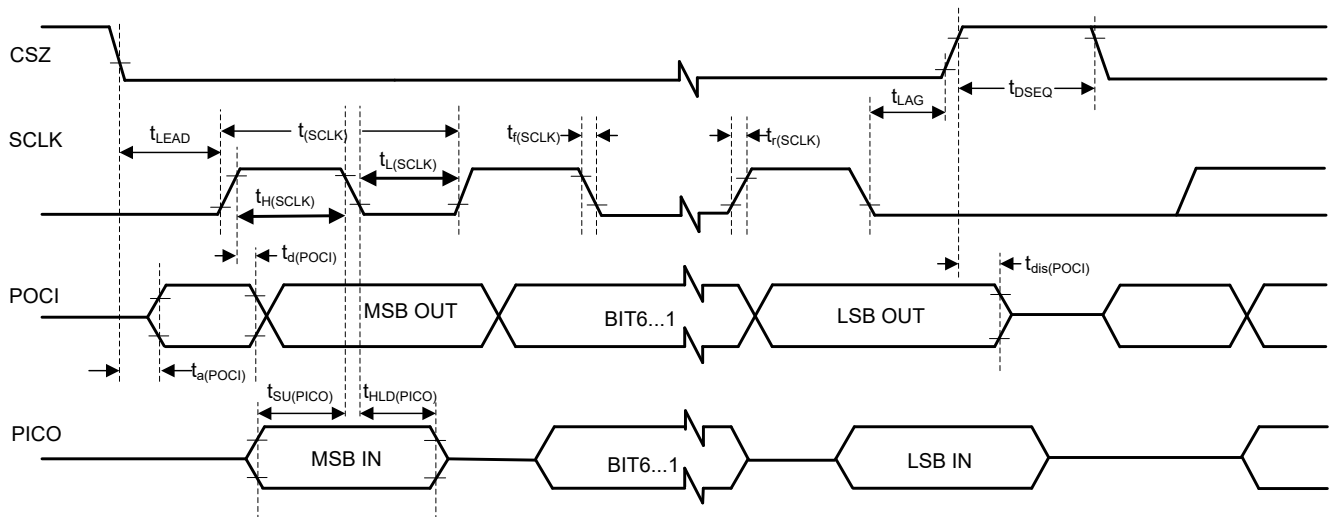 CSZ
t_LAG
t_DSEQ
SCLK
t_LEAD
t_(SCLK)
t_f(SCLK)
t_r(SCLK)
t_L(SCLK)
t_H(SCLK)
t_d(POCI)
t_dis(POCI)
POCI
MSB OUT
BIT6...1
LSB OUT
t_a(POCI)
t_SU(PICO)
t_HLD(PICO)
PICO
MSB IN
BIT6...1
LSB IN